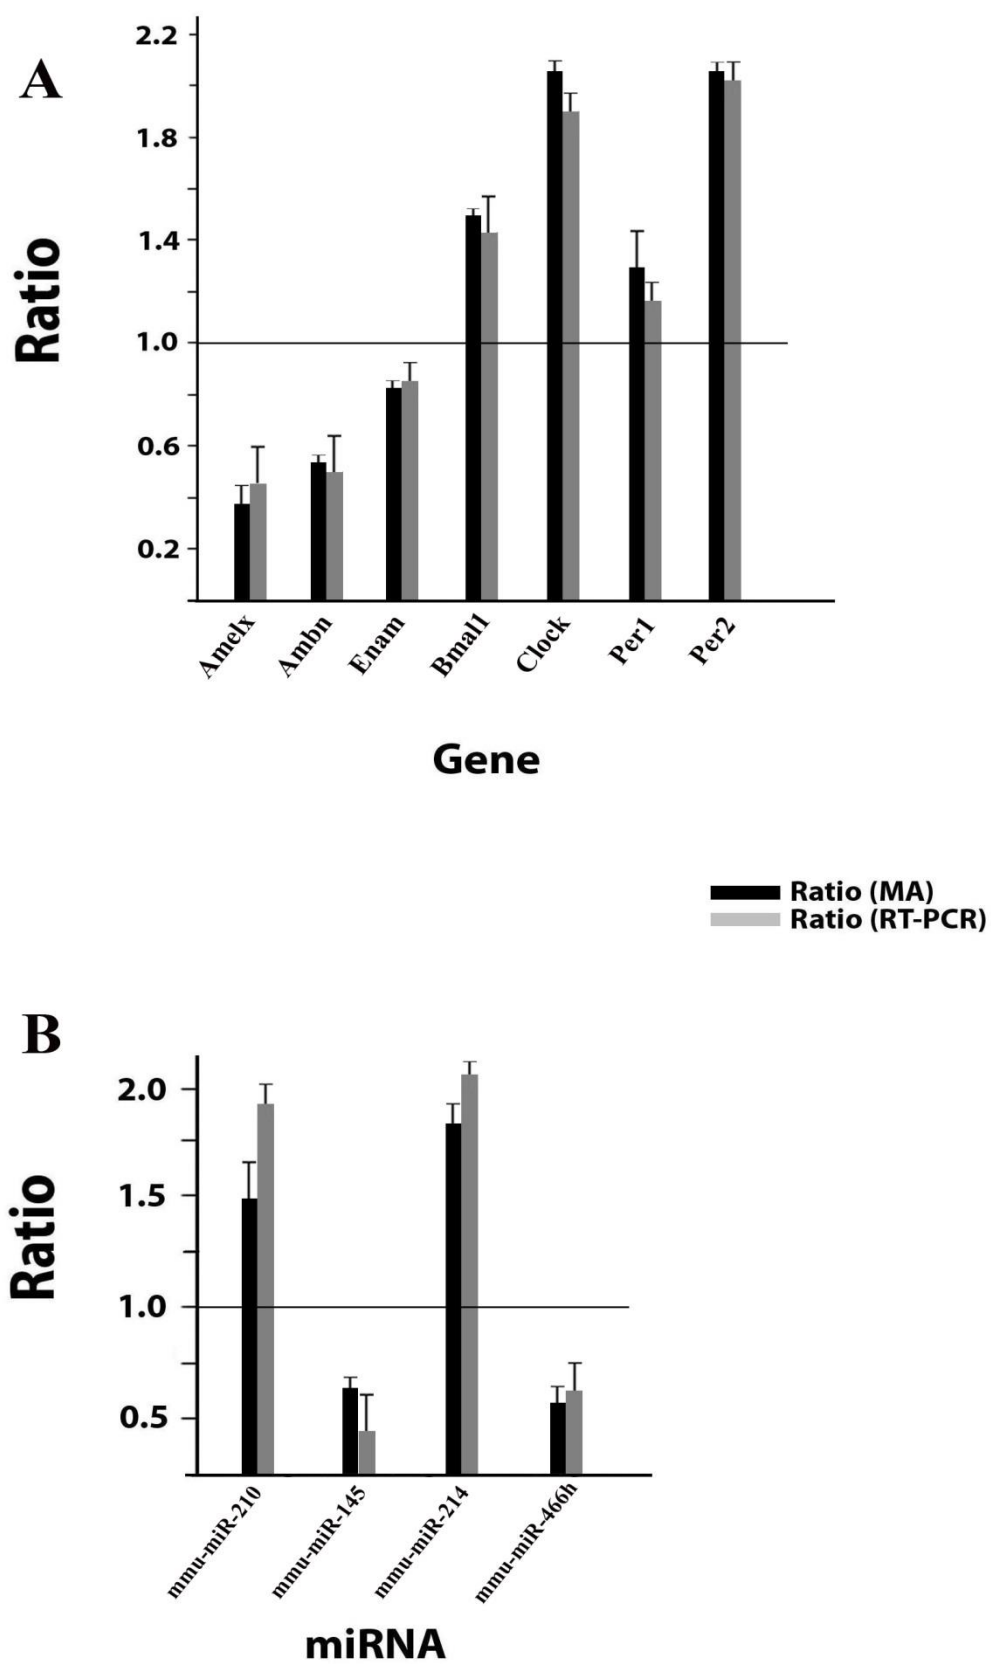 A
Ratio
2.2
1.8
1.4
1.0
0.6
0.2
Amelx
Ambn
Enam
Bmal1
Clock
Per1
Per2
Gene
Ratio (MA)
Ratio (RT-PCR)
B
Ratio
2.0
1.5
1.0
0.5
mmu-miR-210
mmu-miR-145
mmu-miR-214
mmu-miR-466h
miRNA